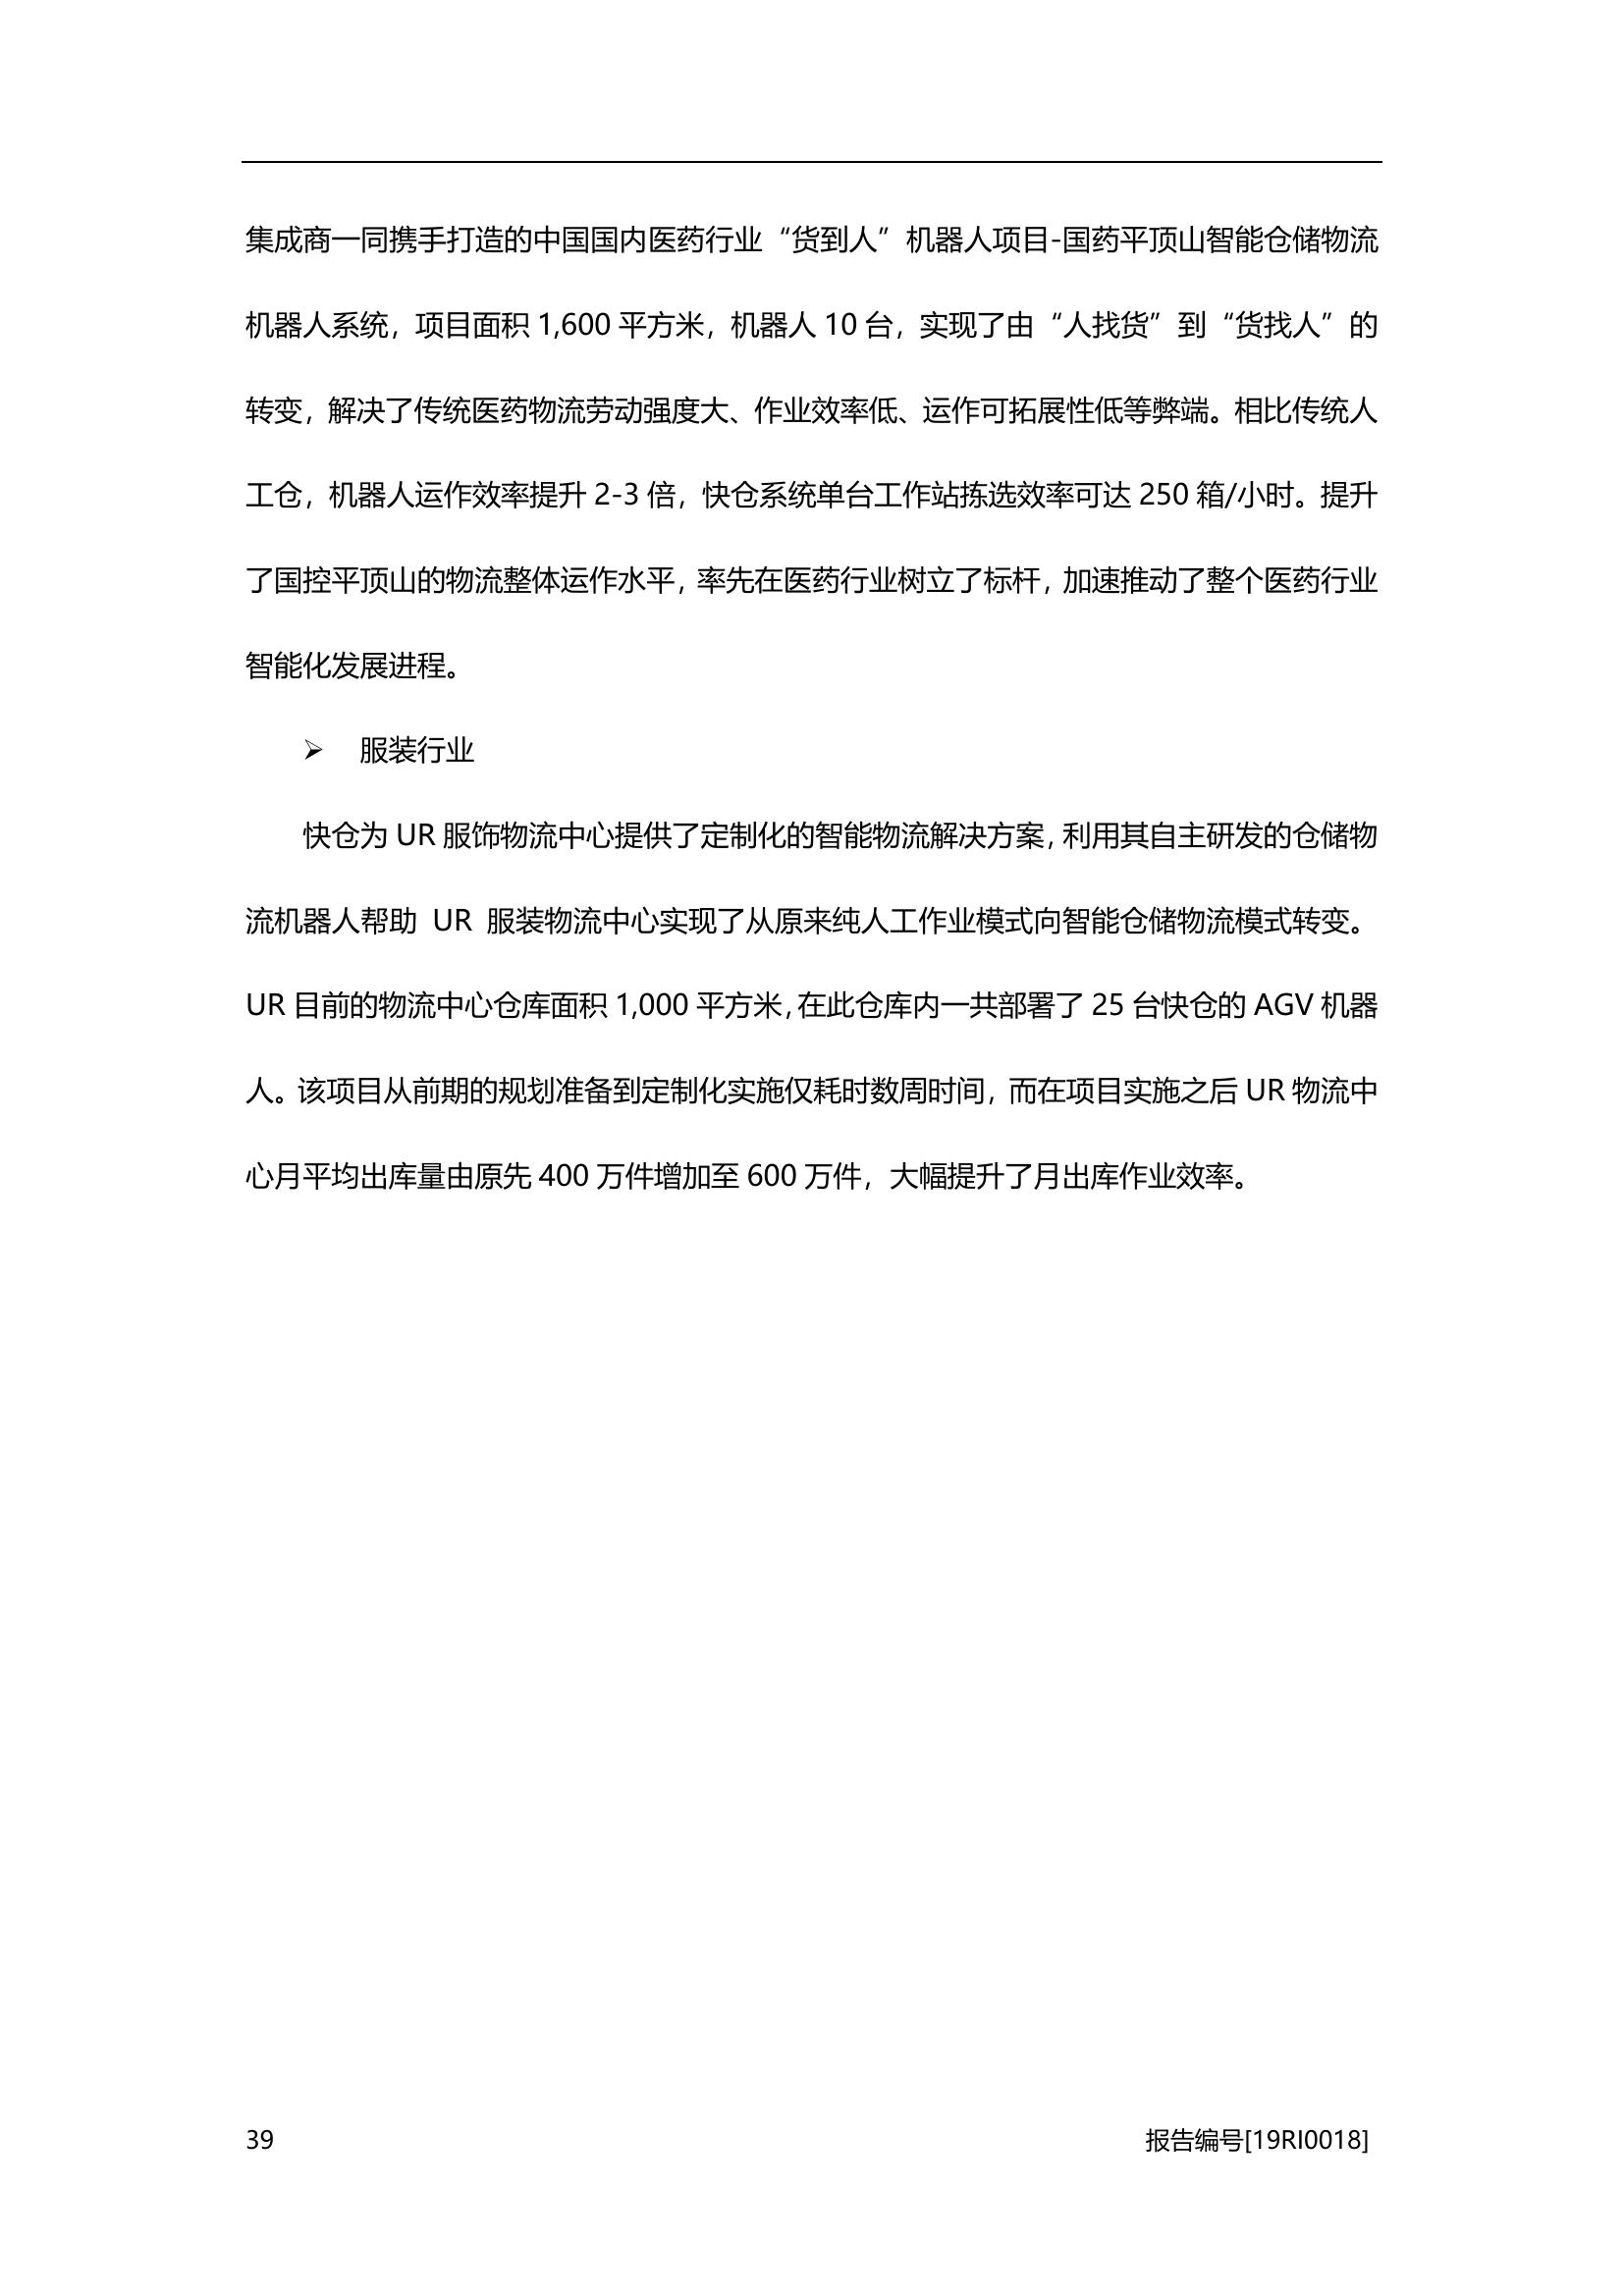 集成商一同携手打造的中国国内医药行业“货到人”机器人项目-国药平顶山智能仓储物流
机器人系统，项目面积 1,600 平方米，机器人 10 台，实现了由“人找货”到“货找人”的
转变，解决了传统医药物流劳动强度大、作业效率低、运作可拓展性低等弊端。相比传统人
工仓，机器人运作效率提升 2-3 倍，快仓系统单台工作站拣选效率可达 250 箱/小时。提升
了国控平顶山的物流整体运作水平，率先在医药行业树立了标杆，加速推动了整个医药行业
智能化发展进程。
➢ 服装行业
快仓为 UR 服饰物流中心提供了定制化的智能物流解决方案，利用其自主研发的仓储物
流机器人帮助 UR 服装物流中心实现了从原来纯人工作业模式向智能仓储物流模式转变。
UR 目前的物流中心仓库面积 1,000 平方米，在此仓库内一共部署了 25 台快仓的 AGV 机器
人。该项目从前期的规划准备到定制化实施仅耗时数周时间，而在项目实施之后 UR 物流中
心月平均出库量由原先 400 万件增加至 600 万件，大幅提升了月出库作业效率。
39 报告编号[19RI0018]